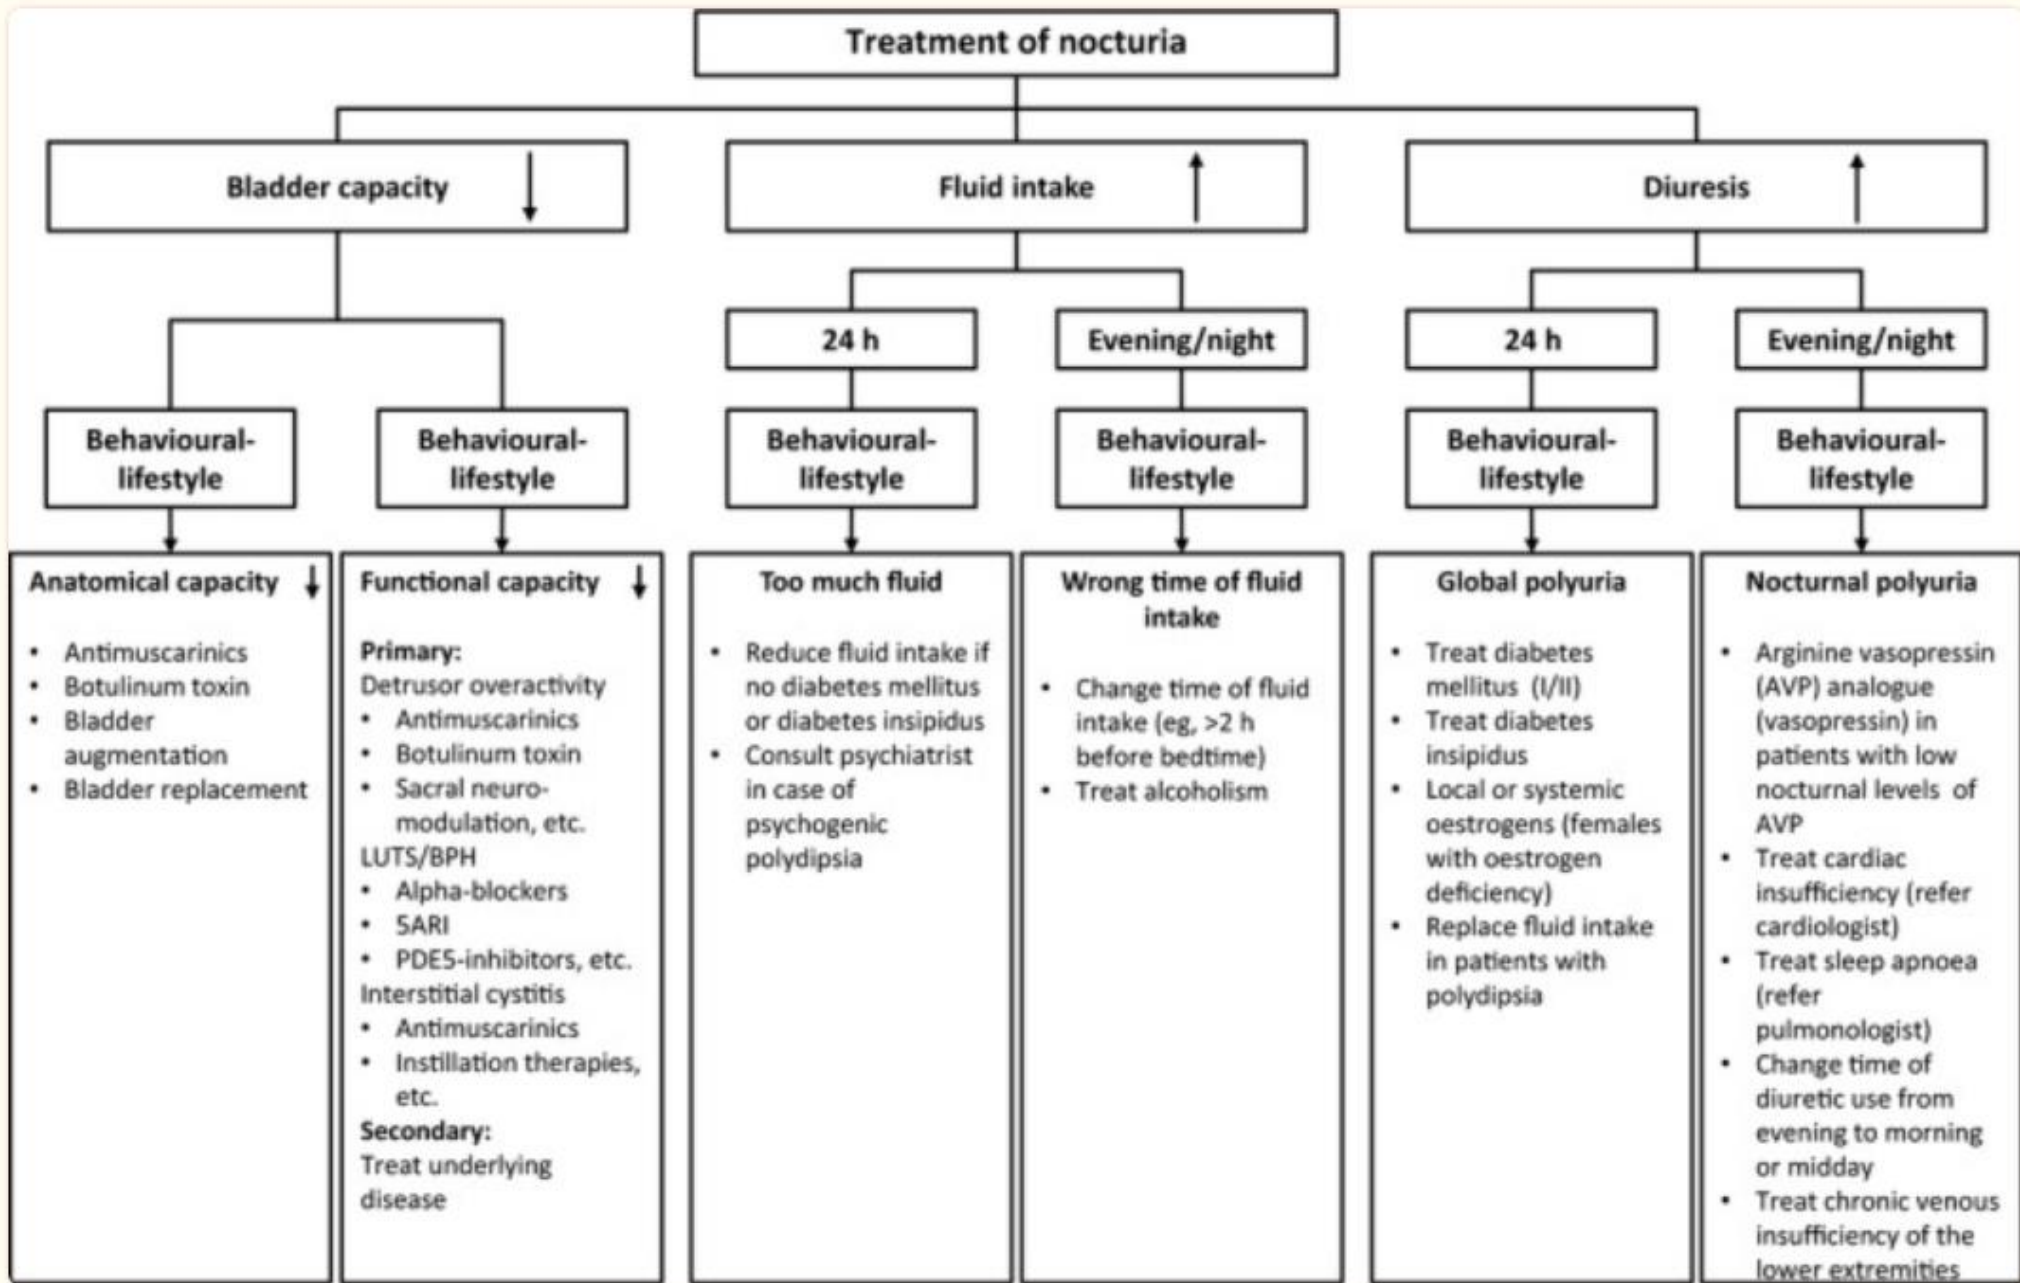 Treatment of nocturia
Bladder capacity ↓
Fluid intake ↑
Diuresis ↑
24 h
Evening/night
24 h
Evening/night
Behavioural-
lifestyle
Behavioural-
lifestyle
Behavioural-
lifestyle
Behavioural-
lifestyle
Behavioural-
lifestyle
Behavioural-
lifestyle
Anatomical capacity ↓
• Antimuscarinics
• Botulinum toxin
• Bladder
augmentation
• Bladder replacement
Functional capacity ↓
Primary:
Detrusor overactivity
• Antimuscarinics
• Botulinum toxin
• Sacral neuro-
modulation, etc.
LUTS/BPH
• Alpha-blockers
• 5ARI
• PDE5-inhibitors, etc.
Interstitial cystitis
• Antimuscarinics
• Instillation therapies,
etc.
Secondary:
Treat underlying
disease
Too much fluid
• Reduce fluid intake if
no diabetes mellitus
or diabetes insipidus
• Consult psychiatrist
in case of
psychogenic
polydipsia
Wrong time of fluid
intake
• Change time of fluid
intake (eg, >2 h
before bedtime)
• Treat alcoholism
Global polyuria
• Treat diabetes
mellitus (I/II)
• Treat diabetes
insipidus
• Local or systemic
oestrogens (females
with oestrogen
deficiency)
• Replace fluid intake
in patients with
polydipsia
Nocturnal polyuria
• Arginine vasopressin
(AVP) analogue
(vasopressin) in
patients with low
nocturnal levels of
AVP
• Treat cardiac
insufficiency (refer
cardiologist)
• Treat sleep apnoea
(refer
pulmonologist)
• Change time of
diuretic use from
evening to morning
or midday
• Treat chronic venous
insufficiency of the
lower extremities